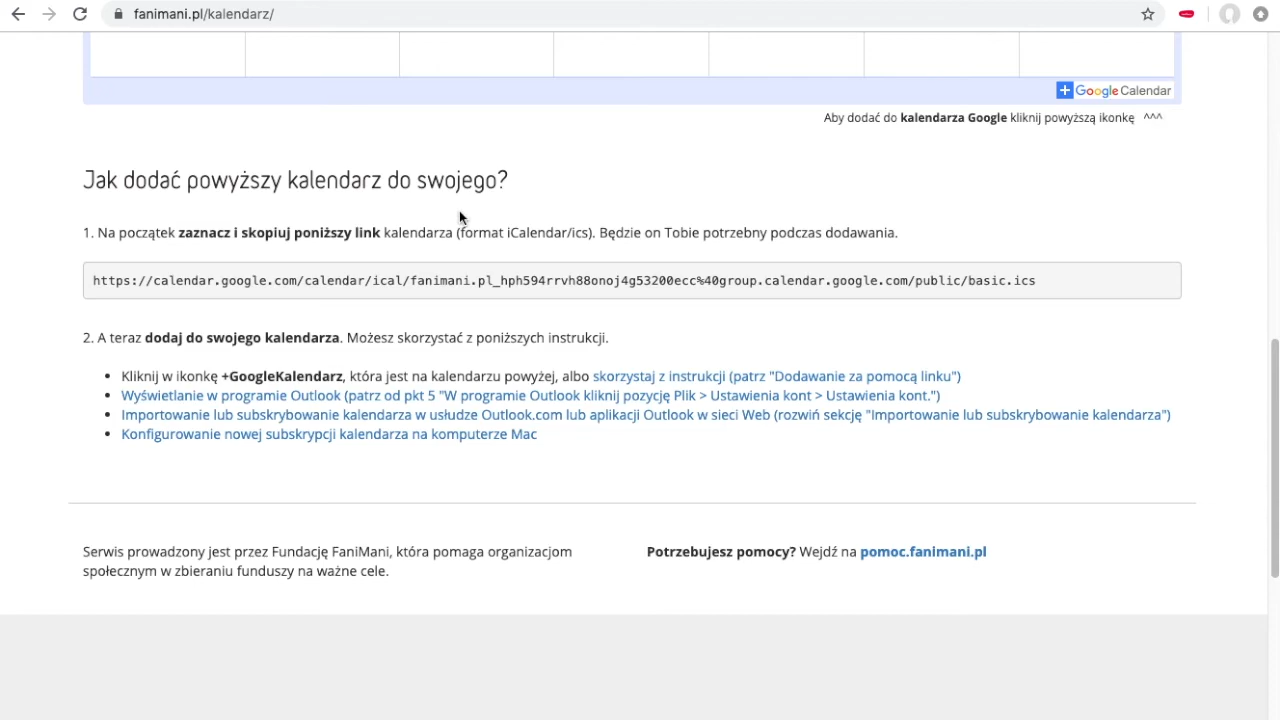 fanimani.pl/kalendarz/
Google Calendar
Aby dodać do kalendarza Google kliknij powyższą ikonkę ^^^
Jak dodać powyższy kalendarz do swojego?
1. Na początek zaznacz i skopiuj poniższy link kalendarza (format iCalendar/ics). Będzie on Tobie potrzebny podczas dodawania.
https://calendar.google.com/calendar/ical/fanimani.pl_hph594rrvh88onoj4g53200ecc%40group.calendar.google.com/public/basic.ics
2. A teraz dodaj do swojego kalendarza. Możesz skorzystać z poniższych instrukcji.
• Kliknij w ikonkę +GoogleKalendarz, która jest na kalendarzu powyżej, albo skorzystaj z instrukcji (patrz "Dodawanie za pomocą linku")
• Wyświetlanie w programie Outlook (patrz od pkt 5 "W programie Outlook kliknij pozycję Plik > Ustawienia kont > Ustawienia kont.")
• Importowanie lub subskrybowanie kalendarza w usłudze Outlook.com lub aplikacji Outlook w sieci Web (rozwiń sekcję "Importowanie lub subskrybowanie kalendarza")
• Konfigurowanie nowej subskrypcji kalendarza na komputerze Mac
Serwis prowadzony jest przez Fundację FaniMani, która pomaga organizacjom
społecznym w zbieraniu funduszy na ważne cele.
Potrzebujesz pomocy? Wejdź na pomoc.fanimani.pl